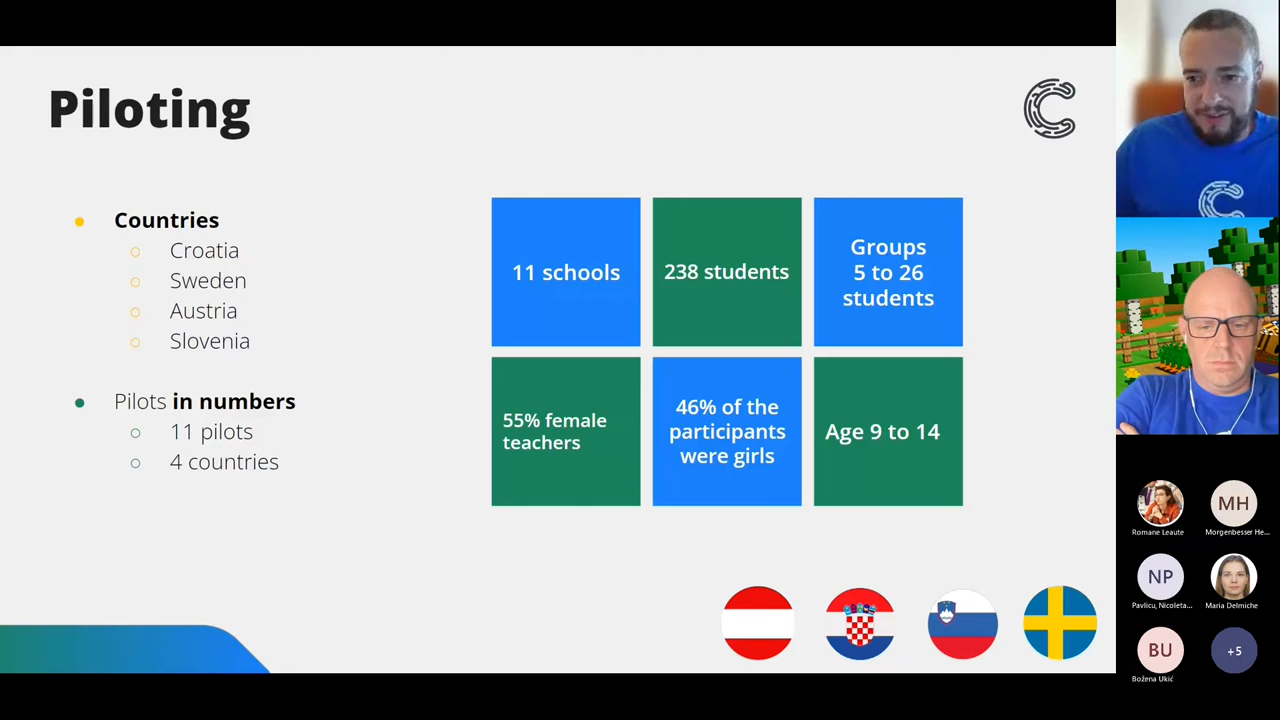 Piloting
Countries
Croatia
Sweden
Austria
Slovenia
Pilots in numbers
11 pilots
4 countries
11 schools
238 students
Groups
5 to 26
students
55% female
teachers
46% of the
participants
were girls
Age 9 to 14
Romane Leaute
MH
Morgenbesser He...
NP
Pavlicu, Nicoleta...
Maria Delmiche
BU
Božena Ukić
+5